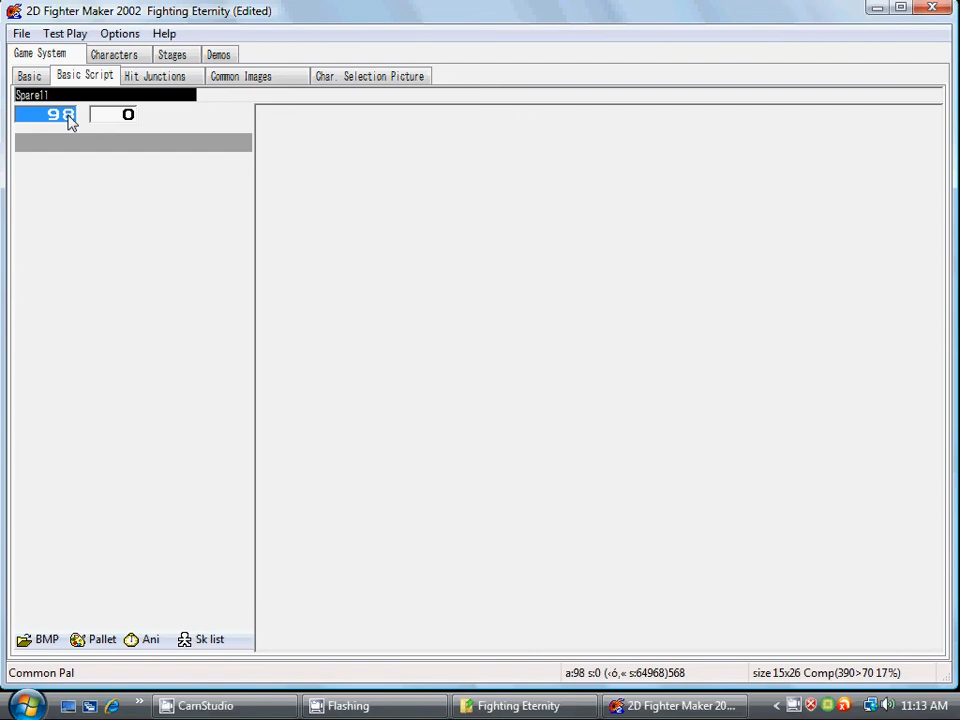 2D Fighter Maker 2002  Fighting Eternity (Edited)
File Test Play Options Help
Game System Characters Stages Demos
Basic Basic Script Hit Junctions Common Images Char. Selection Picture
Spare11
98 0
BMP Pallet Ani Sk list
Common Pal a:98 s:0 (‹ó‚« s:64968)568 size 15x26 Comp(390>70 17%)
» CamStudio Flashing Fighting Eternity 2D Fighter Maker 20... < 11:13 AM